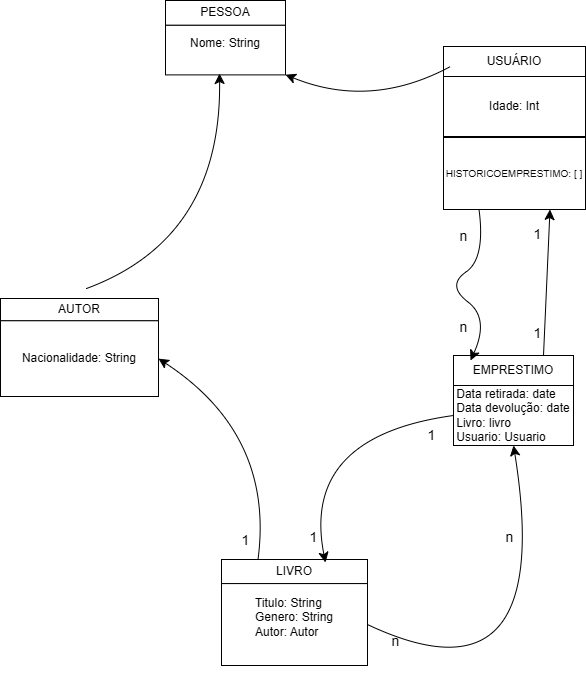 PESSOA
Nome: String
USUÁRIO
Idade: Int
HISTORICOEMPRESTIMO: [ ]
n
1
AUTOR
Nacionalidade: String
n
1
EMPRESTIMO
Data retirada: date
Data devolução: date
Livro: livro
Usuario: Usuario
1
1
1
n
LIVRO
Titulo: String
Genero: String
Autor: Autor
n